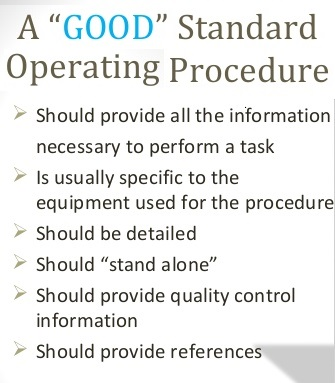 A “GOOD” Standard
Operating Procedure
Should provide all the information
necessary to perform a task
Is usually specific to the
equipment used for the procedure
Should be detailed
Should “stand alone”
Should provide quality control
information
Should provide references